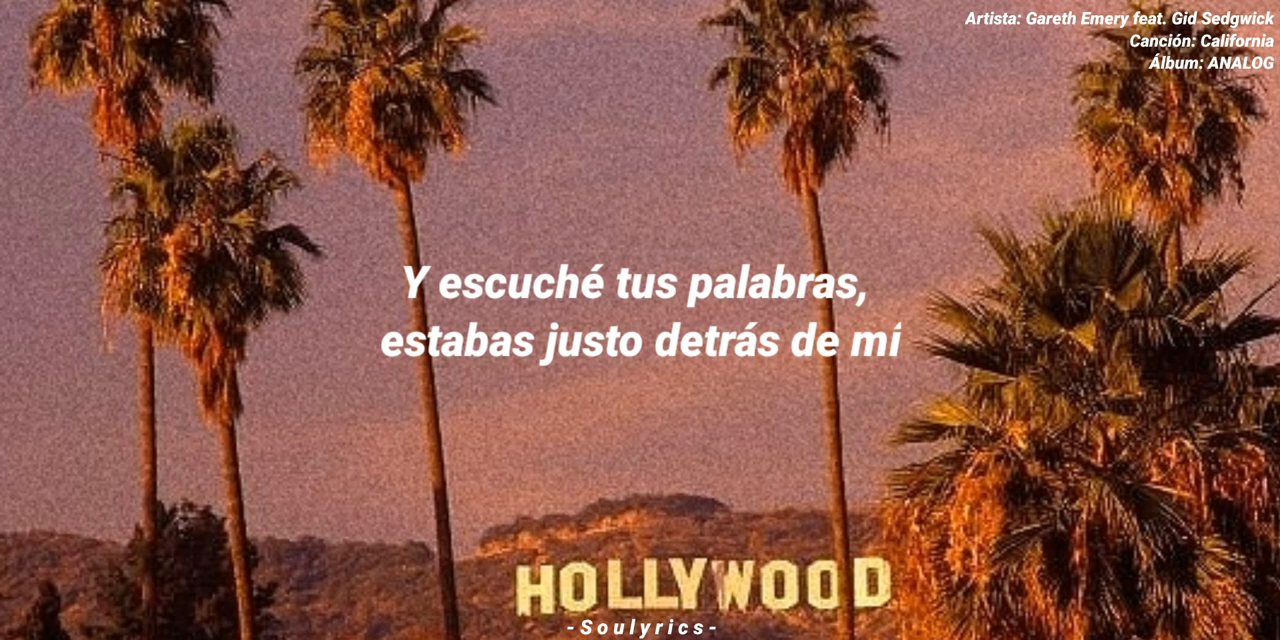 Artista: Gareth Emery feat. Gid Sedgwick
Canción: California
Álbum: ANALOG
Y escuché tus palabras,
estabas justo detrás de mí
HOLLYWOOD
-Soulyrics-